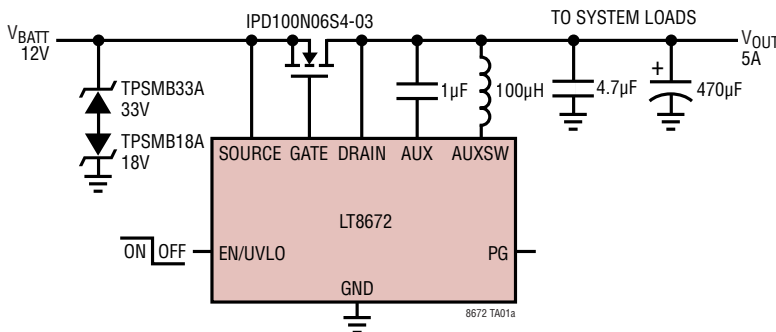 IPD100N06S4-03
TO SYSTEM LOADS
VBATT
12V
VOUT
5A
TPSMB33A
33V
1µF
100µH
4.7µF
+
470µF
TPSMB18A
18V
SOURCE GATE DRAIN AUX AUXSW
LT8672
ON OFF
EN/UVLO
PG
GND
8672 TA01a